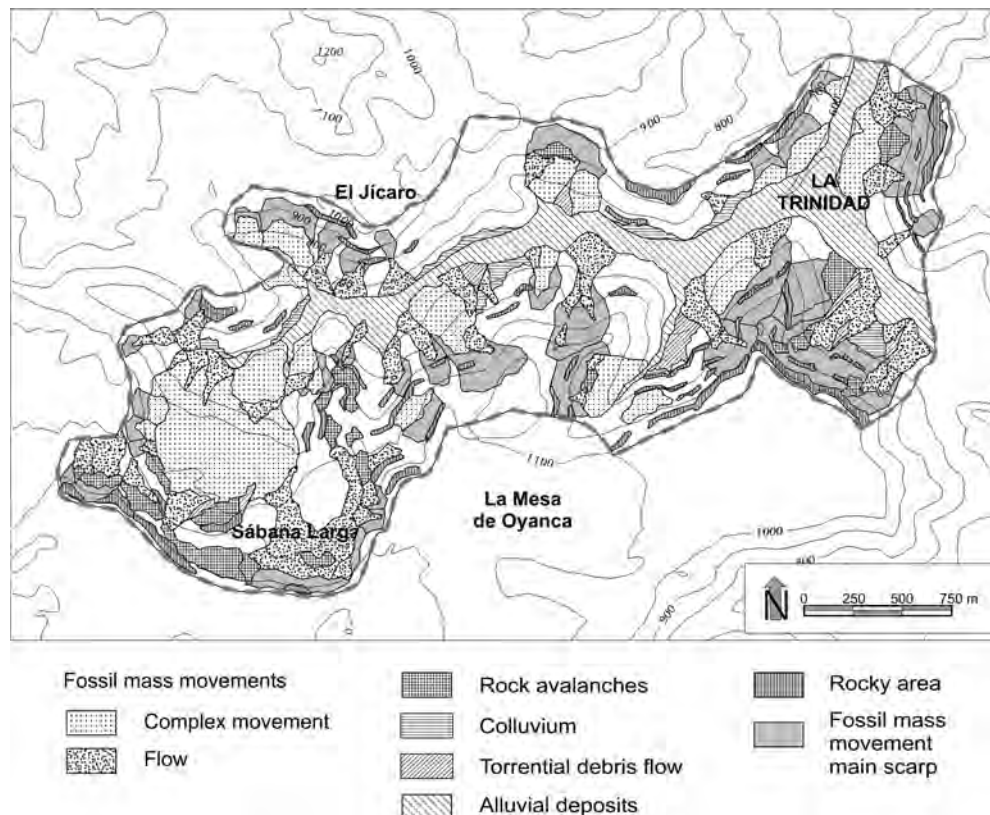 1200
1000
1100
900
800
El Jícaro
LA
TRINIDAD
900
1000
1100
La Mesa
de Oyanca
Sábana Larga
1000
900
N
0 250 500 750 m
Fossil mass movements
Complex movement
Flow
Rock avalanches
Colluvium
Torrential debris flow
Alluvial deposits
Rocky area
Fossil mass
movement
main scarp